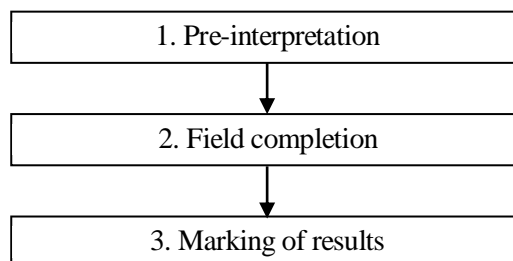 1. Pre-interpretation
2. Field completion
3. Marking of results